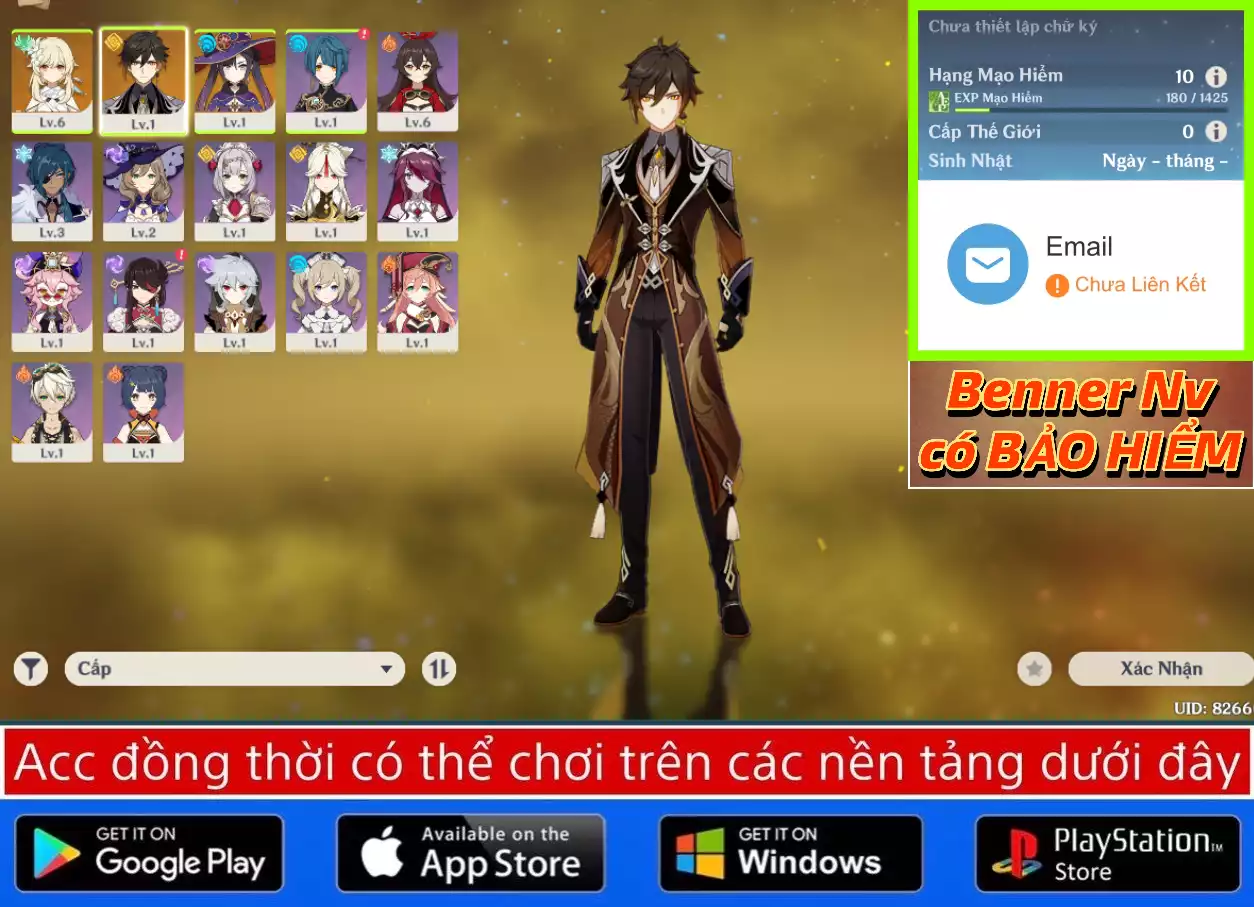 Chưa thiết lập chữ ký
Hạng Mạo Hiểm 10
EXP Mạo Hiểm 180 / 1425
Cấp Thế Giới 0
Sinh Nhật Ngày - tháng -
Email
Chưa Liên Kết
Benner Nv
có BẢO HIỂM
Lv.6 Lv.1 Lv.1 Lv.1 Lv.6
Lv.3 Lv.2 Lv.1 Lv.1 Lv.1
Lv.1 Lv.1 Lv.1 Lv.1 Lv.1
Lv.1 Lv.1
Cấp
Xác Nhận
UID: 8266
Acc đồng thời có thể chơi trên các nền tảng dưới đây
GET IT ON
Google Play
Available on the
App Store
GET IT ON
Windows
PlayStation™
Store